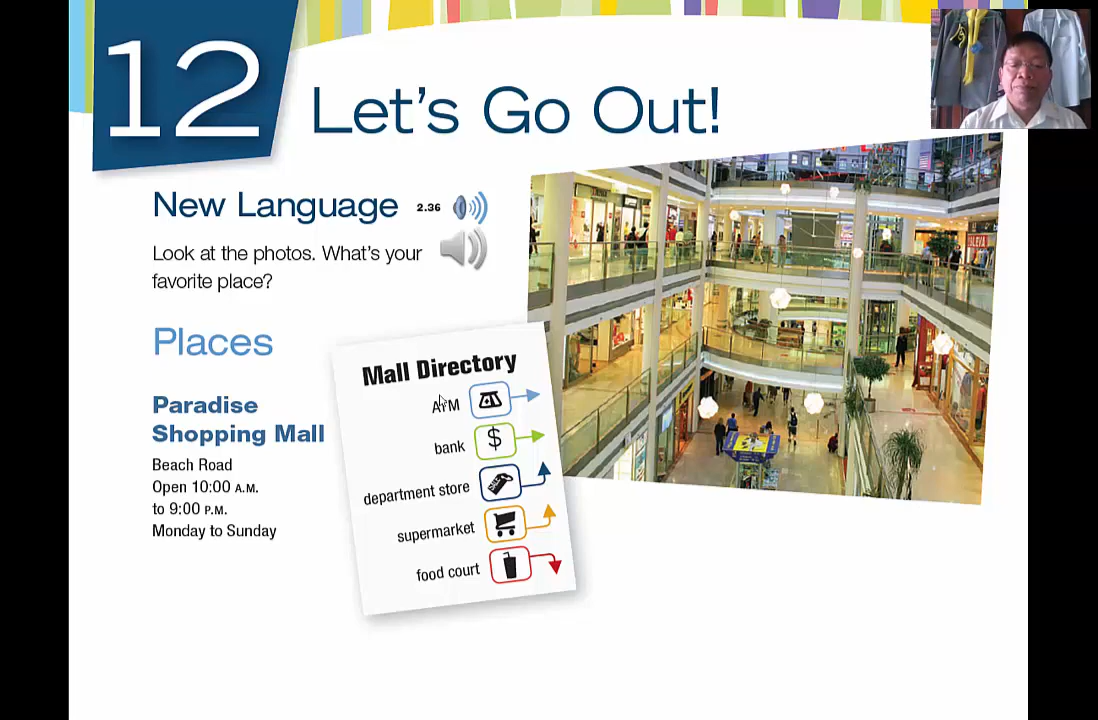 12
Let's Go Out!
New Language 2.36
Look at the photos. What's your
favorite place?
Places
Paradise
Shopping Mall
Beach Road
Open 10:00 A.M.
to 9:00 P.M.
Monday to Sunday
Mall Directory
ATM
bank
$
department store
SALE
supermarket
food court